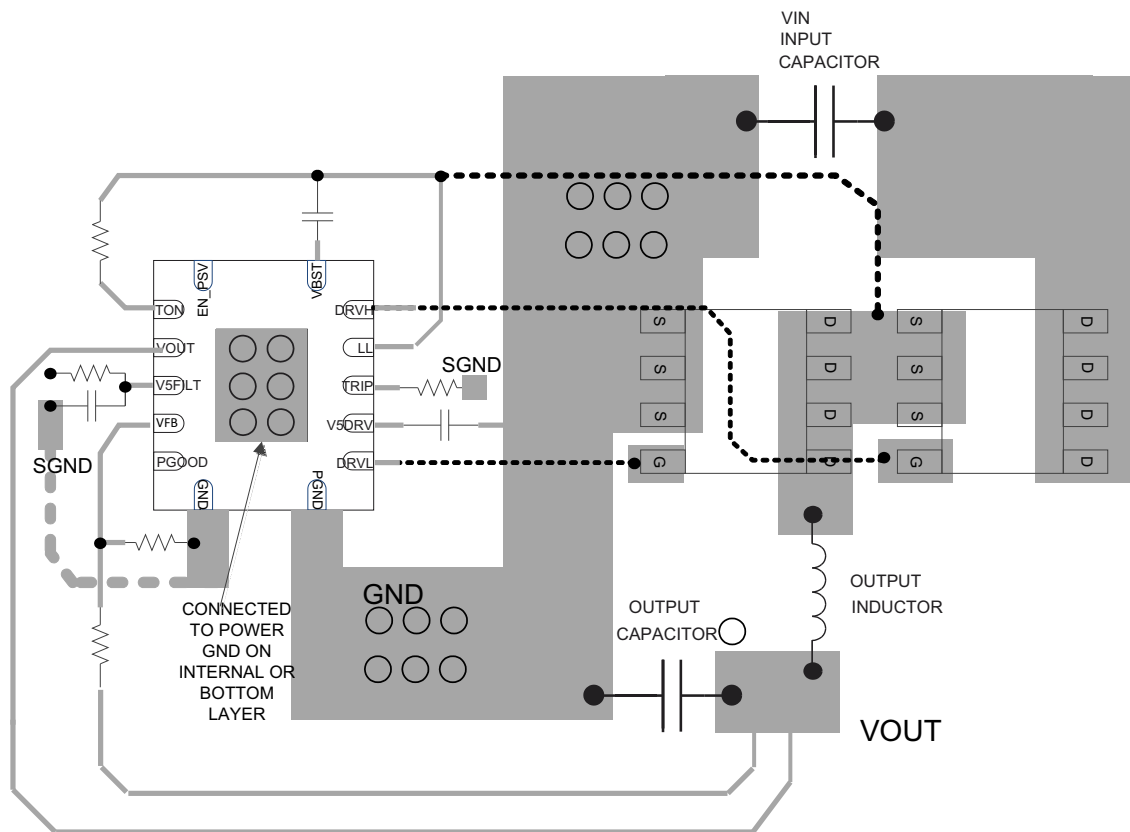 VIN
INPUT
CAPACITOR
EN_PSV
VBST
TON
DRVH
VOUT
LL
SGND
V5FILT
TRIP
VFB
V5DRV
SGND
PGOOD
DRVL
GND
PGND
S
D
S
D
S
D
S
D
S
D
S
D
G
D
G
D
CONNECTED
TO POWER
GND ON
INTERNAL OR
BOTTOM
LAYER
GND
OUTPUT
CAPACITOR
OUTPUT
INDUCTOR
VOUT